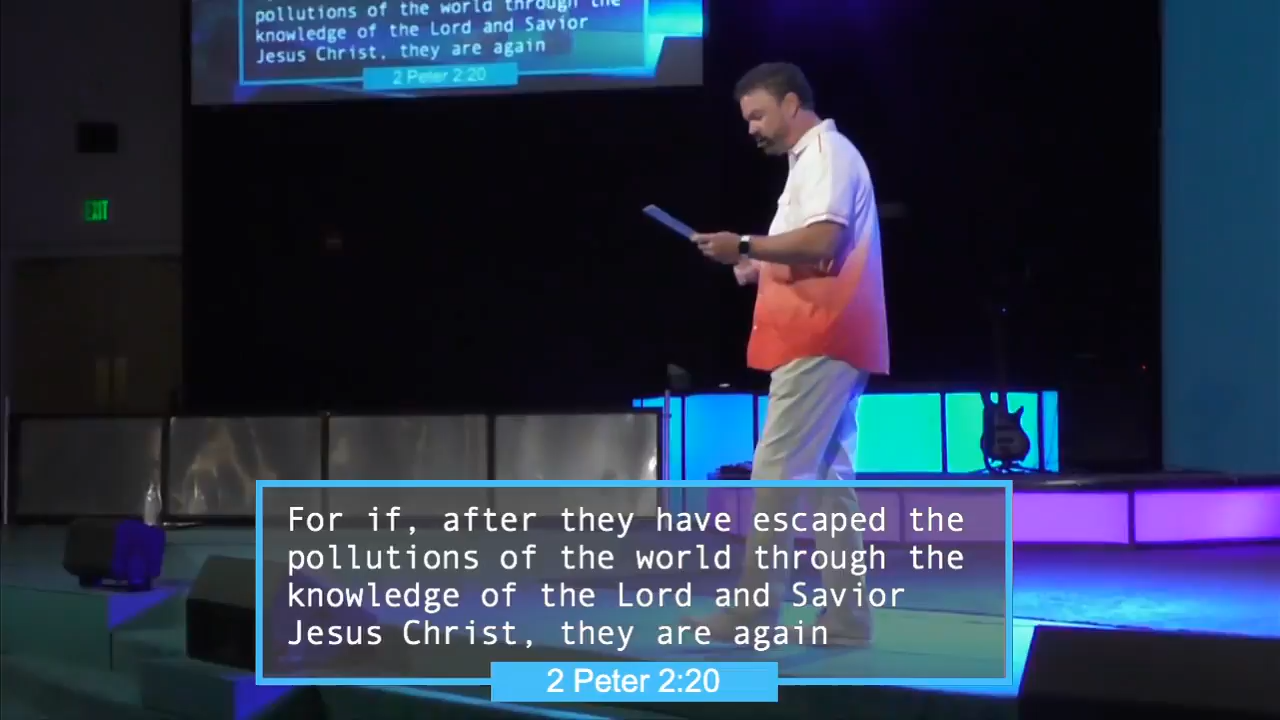 pollutions of the world through the
knowledge of the Lord and Savior
Jesus Christ, they are again
2 Peter 2:20
EXIT
For if, after they have escaped the
pollutions of the world through the
knowledge of the Lord and Savior
Jesus Christ, they are again
2 Peter 2:20